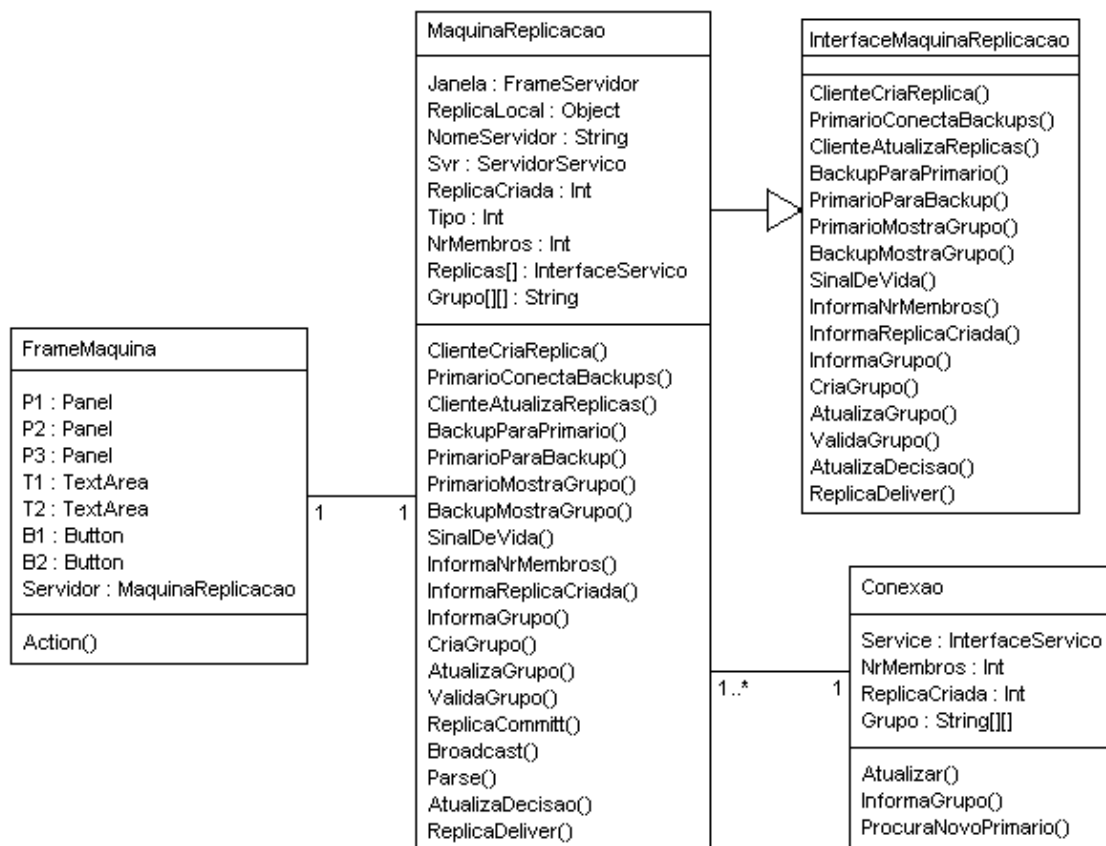 MaquinaReplicacao
Janela : FrameServidor
ReplicaLocal : Object
NomeServidor : String
Svr : ServidorServico
ReplicaCriada : Int
Tipo : Int
NrMembros : Int
Replicas[] : InterfaceServico
Grupo[][] : String
ClienteCriaReplica()
PrimarioConectaBackups()
ClienteAtualizaReplicas()
BackupParaPrimario()
PrimarioParaBackup()
PrimarioMostraGrupo()
BackupMostraGrupo()
SinalDeVida()
InformaNrMembros()
InformaReplicaCriada()
InformaGrupo()
CriaGrupo()
AtualizaGrupo()
ValidaGrupo()
ReplicaCommitt()
Broadcast()
Parse()
AtualizaDecisao()
ReplicaDeliver()
InterfaceMaquinaReplicacao
ClienteCriaReplica()
PrimarioConectaBackups()
ClienteAtualizaReplicas()
BackupParaPrimario()
PrimarioParaBackup()
PrimarioMostraGrupo()
BackupMostraGrupo()
SinalDeVida()
InformaNrMembros()
InformaReplicaCriada()
InformaGrupo()
CriaGrupo()
AtualizaGrupo()
ValidaGrupo()
AtualizaDecisao()
ReplicaDeliver()
FrameMaquina
P1 : Panel
P2 : Panel
P3 : Panel
T1 : TextArea
T2 : TextArea
B1 : Button
B2 : Button
Servidor : MaquinaReplicacao
Action()
1
1
Conexao
Service : InterfaceServico
NrMembros : Int
ReplicaCriada : Int
Grupo : String[][]
Atualizar()
InformaGrupo()
ProcuraNovoPrimario()
1..*
1